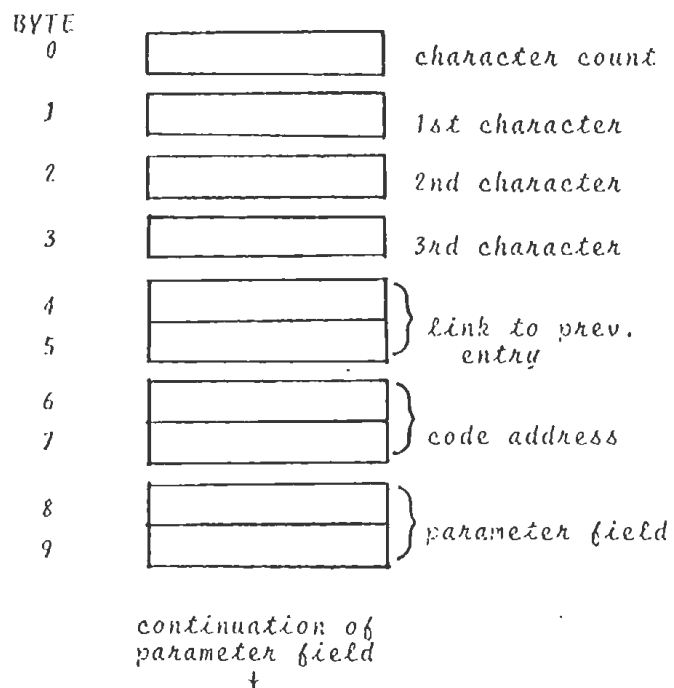 BYTE
0 character count
1 1st character
2 2nd character
3 3rd character
4
5
link to prev.
entry
6
7
code address
8
9
parameter field
continuation of
parameter field